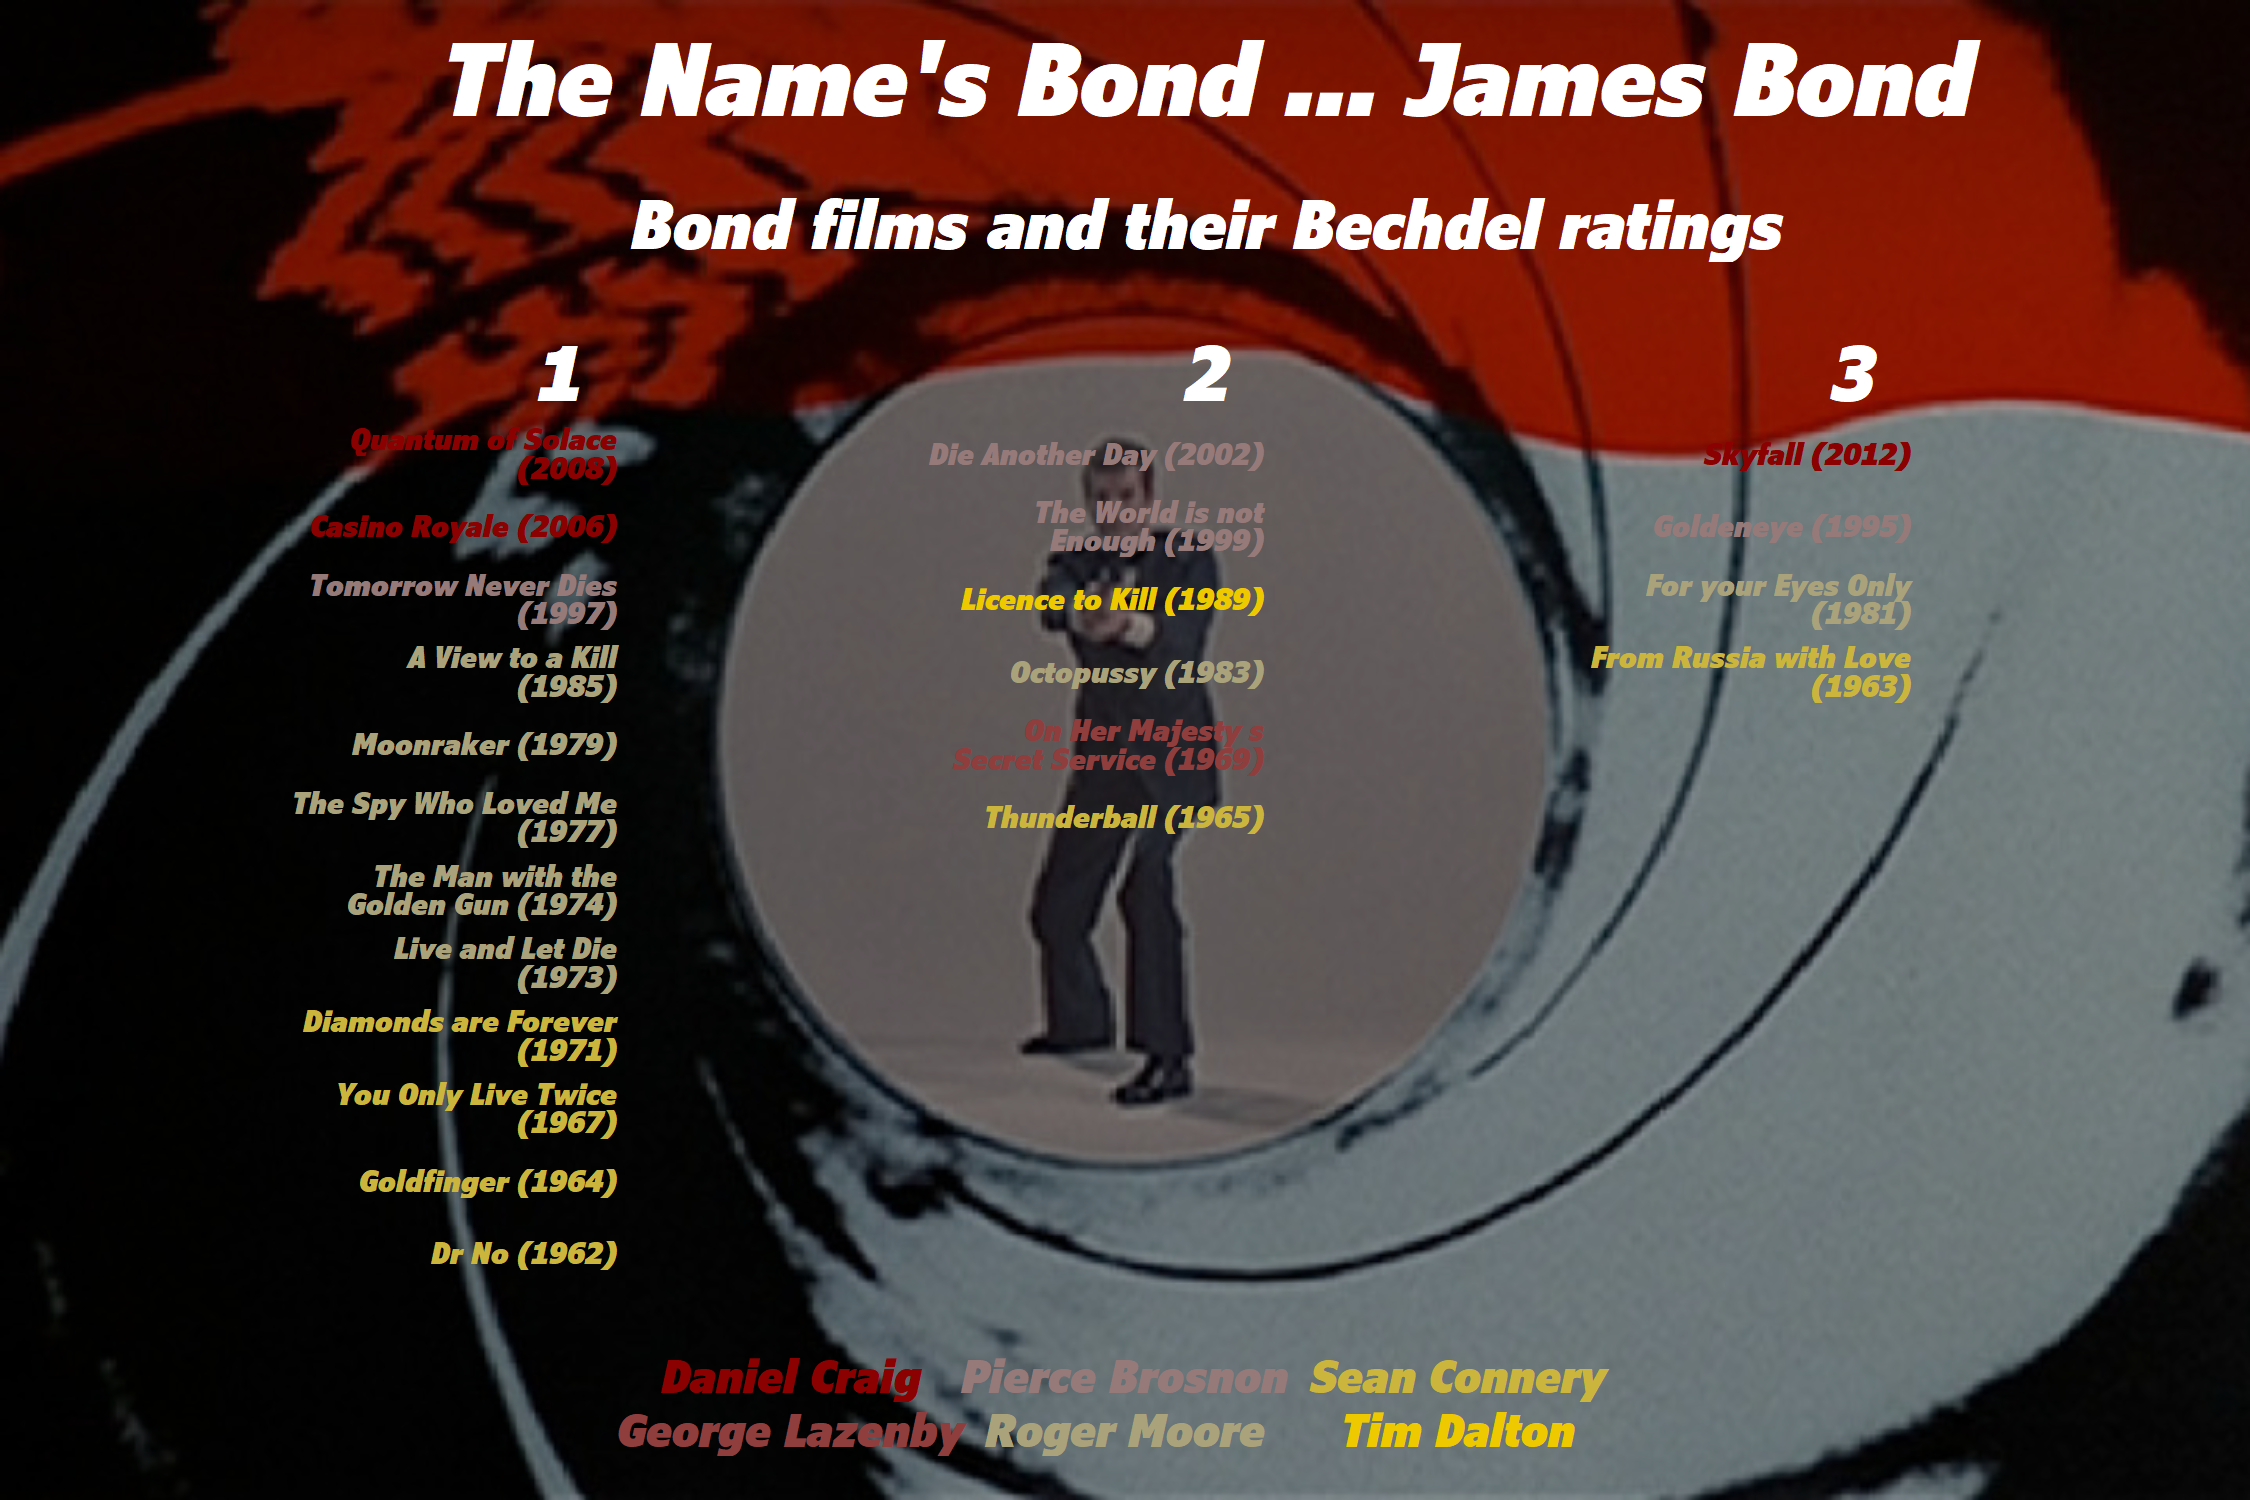 The Name's Bond ... James Bond
Bond films and their Bechdel ratings
1
Quantum of Solace
(2008)
Casino Royale (2006)
Tomorrow Never Dies
(1997)
A View to a Kill
(1985)
Moonraker (1979)
The Spy Who Loved Me
(1977)
The Man with the
Golden Gun (1974)
Live and Let Die
(1973)
Diamonds are Forever
(1971)
You Only Live Twice
(1967)
Goldfinger (1964)
Dr No (1962)
2
Die Another Day (2002)
The World is not
Enough (1999)
Licence to Kill (1989)
Octopussy (1983)
On Her Majesty s
Secret Service (1969)
Thunderball (1965)
3
Skyfall (2012)
Goldeneye (1995)
For your Eyes Only
(1981)
From Russia with Love
(1963)
Daniel Craig Pierce Brosnon Sean Connery
George Lazenby Roger Moore Tim Dalton